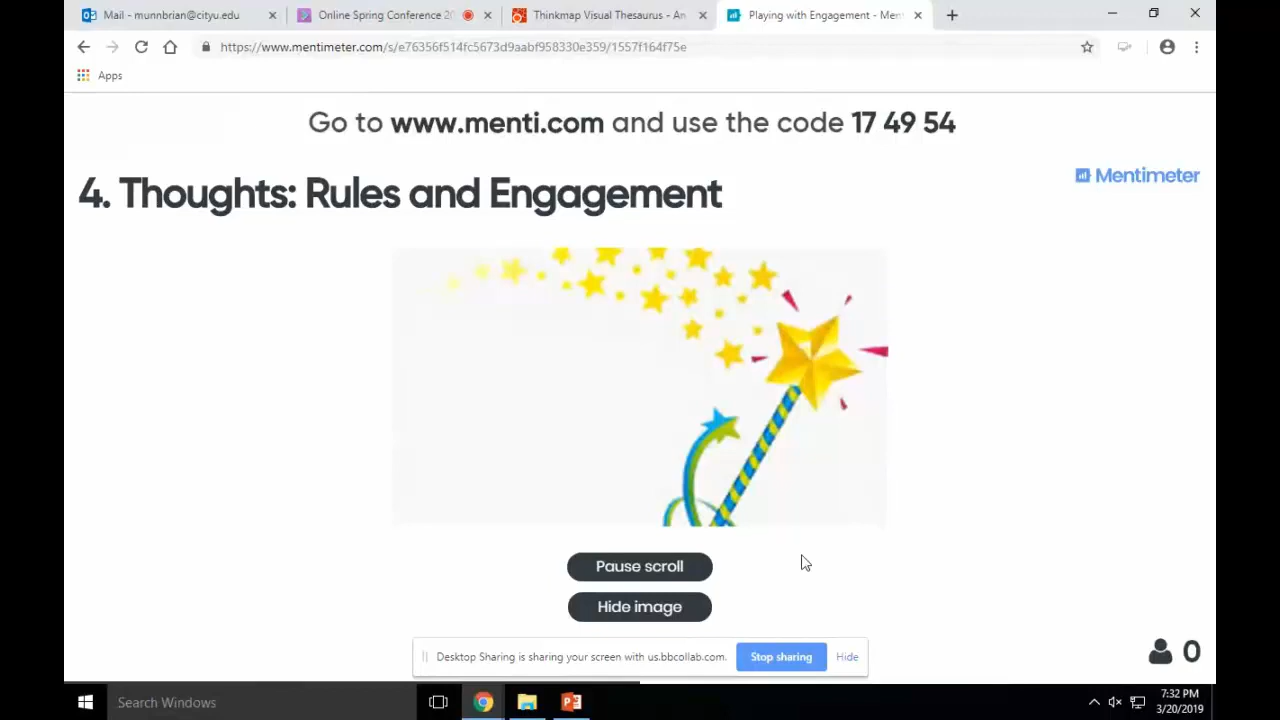 Mail - munnbrian@cityu.edu
Online Spring Conference 20
Thinkmap Visual Thesaurus - An
Playing with Engagement - Ment
https://www.mentimeter.com/s/e76356f514fc5673d9aabf958330e359/1557f164f75e
Apps
Go to www.menti.com and use the code 17 49 54
Mentimeter
4. Thoughts: Rules and Engagement
Pause scroll
Hide image
Desktop Sharing is sharing your screen with us.bbcollab.com.
Stop sharing
Hide
0
Search Windows
7:32 PM
3/20/2019